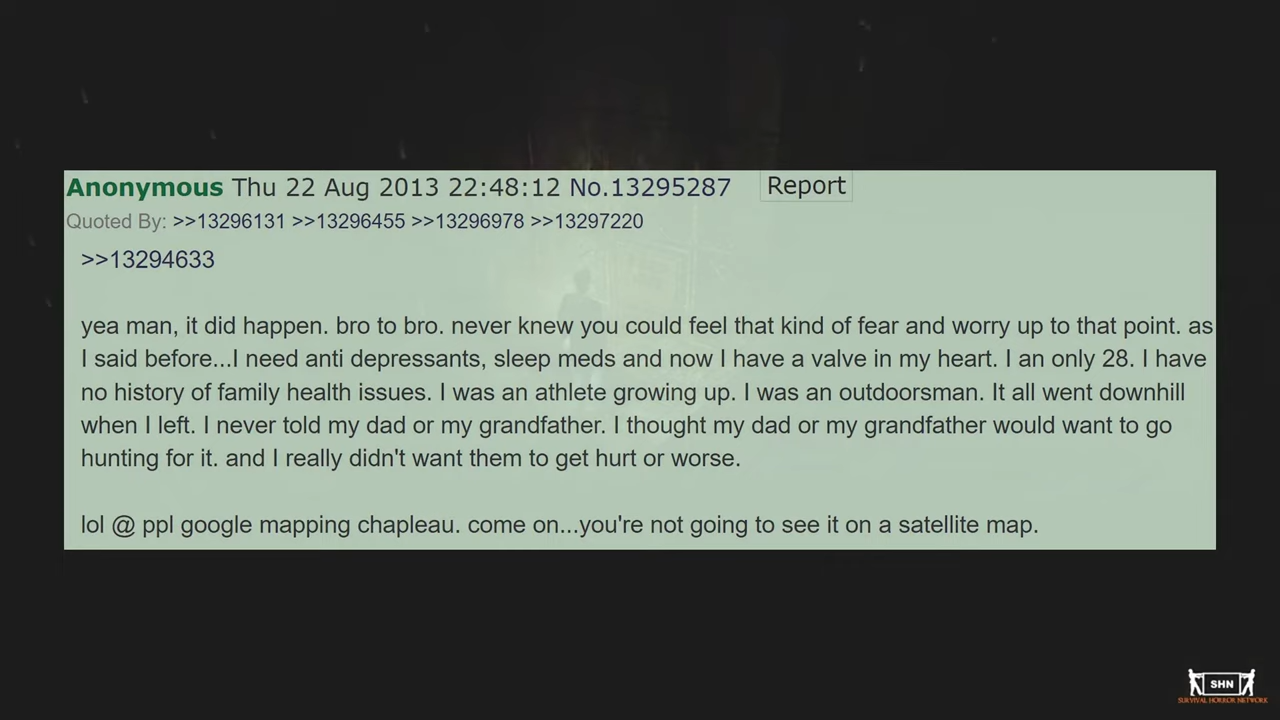 Anonymous Thu 22 Aug 2013 22:48:12 No.13295287 Report
Quoted By: >>13296131 >>13296455 >>13296978 >>13297220
>>13294633
yea man, it did happen. bro to bro. never knew you could feel that kind of fear and worry up to that point. as
I said before...I need anti depressants, sleep meds and now I have a valve in my heart. I an only 28. I have
no history of family health issues. I was an athlete growing up. I was an outdoorsman. It all went downhill
when I left. I never told my dad or my grandfather. I thought my dad or my grandfather would want to go
hunting for it. and I really didn't want them to get hurt or worse.
lol @ ppl google mapping chapleau. come on...you're not going to see it on a satellite map.
SHN
SURVIVAL HORROR NETWORK